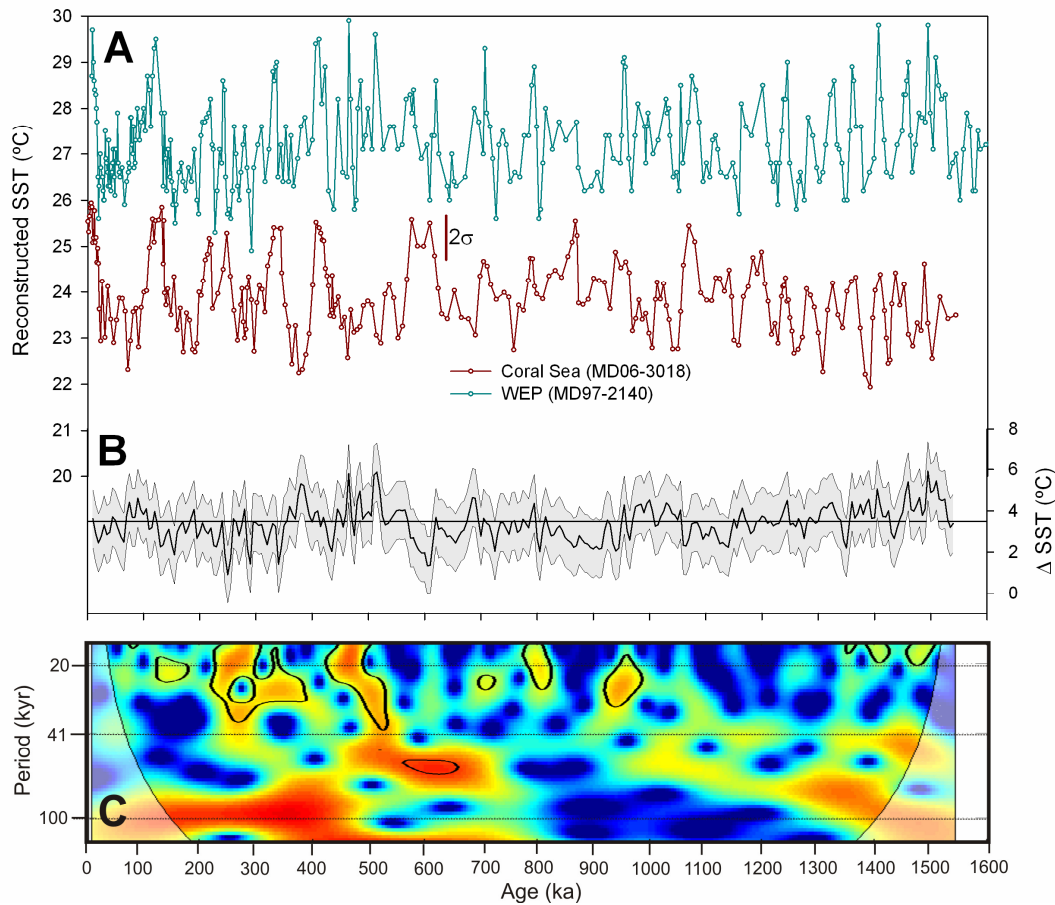 A
30
29
28
27
26
25
24
23
22
21
20
Reconstructed SST (ºC)
2σ
Coral Sea (MD06-3018)
WEP (MD97-2140)
B
8
6
4
2
0
Δ SST (ºC)
20
41
100
Period (kyr)
C
0 100 200 300 400 500 600 700 800 900 1000 1100 1200 1300 1400 1500 1600
Age (ka)